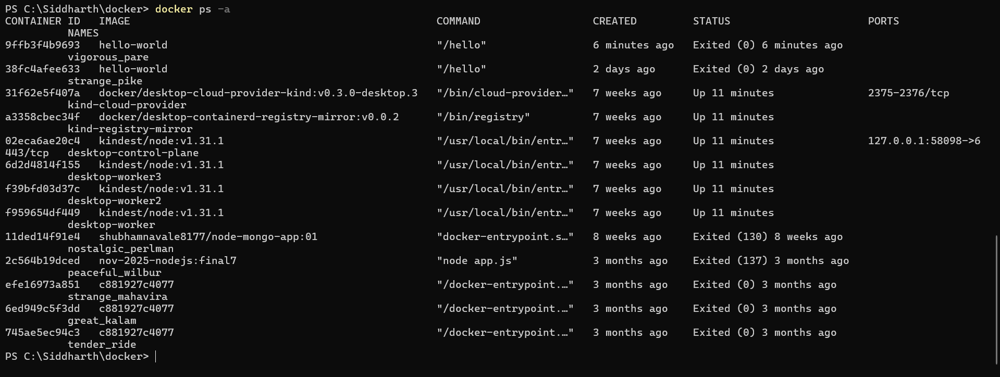 PS C:\Siddharth\docker> docker ps -a
CONTAINER ID   IMAGE                                                 COMMAND                  CREATED         STATUS                      PORTS
          NAMES
9ffb3f4b9693   hello-world                                           "/hello"                 6 minutes ago   Exited (0) 6 minutes ago
          vigorous_pare
38fc4afee633   hello-world                                           "/hello"                 2 days ago      Exited (0) 2 days ago
          strange_pike
31f62e5f407a   docker/desktop-cloud-provider-kind:v0.3.0-desktop.3   "/bin/cloud-provider…"   7 weeks ago     Up 11 minutes               2375-2376/tcp
          kind-cloud-provider
a3358cbec34f   docker/desktop-containerd-registry-mirror:v0.0.2      "/bin/registry"          7 weeks ago     Up 11 minutes
          kind-registry-mirror
02eca6ae20c4   kindest/node:v1.31.1                                  "/usr/local/bin/entr…"   7 weeks ago     Up 11 minutes               127.0.0.1:58098->6
443/tcp   desktop-control-plane
6d2d4814f155   kindest/node:v1.31.1                                  "/usr/local/bin/entr…"   7 weeks ago     Up 11 minutes
          desktop-worker3
f39bfd03d37c   kindest/node:v1.31.1                                  "/usr/local/bin/entr…"   7 weeks ago     Up 11 minutes
          desktop-worker2
f959654df449   kindest/node:v1.31.1                                  "/usr/local/bin/entr…"   7 weeks ago     Up 11 minutes
          desktop-worker
11ded14f91e4   shubhamnavale8177/node-mongo-app:01                   "docker-entrypoint.s…"   8 weeks ago     Exited (130) 8 weeks ago
          nostalgic_perlman
2c564b19dced   nov-2025-nodejs:final7                                "node app.js"            3 months ago    Exited (137) 3 months ago
          peaceful_wilbur
efe16973a851   c881927c4077                                          "/docker-entrypoint.…"   3 months ago    Exited (0) 3 months ago
          strange_mahavira
6ed949c5f3dd   c881927c4077                                          "/docker-entrypoint.…"   3 months ago    Exited (0) 3 months ago
          great_kalam
745ae5ec94c3   c881927c4077                                          "/docker-entrypoint.…"   3 months ago    Exited (0) 3 months ago
          tender_ride
PS C:\Siddharth\docker>